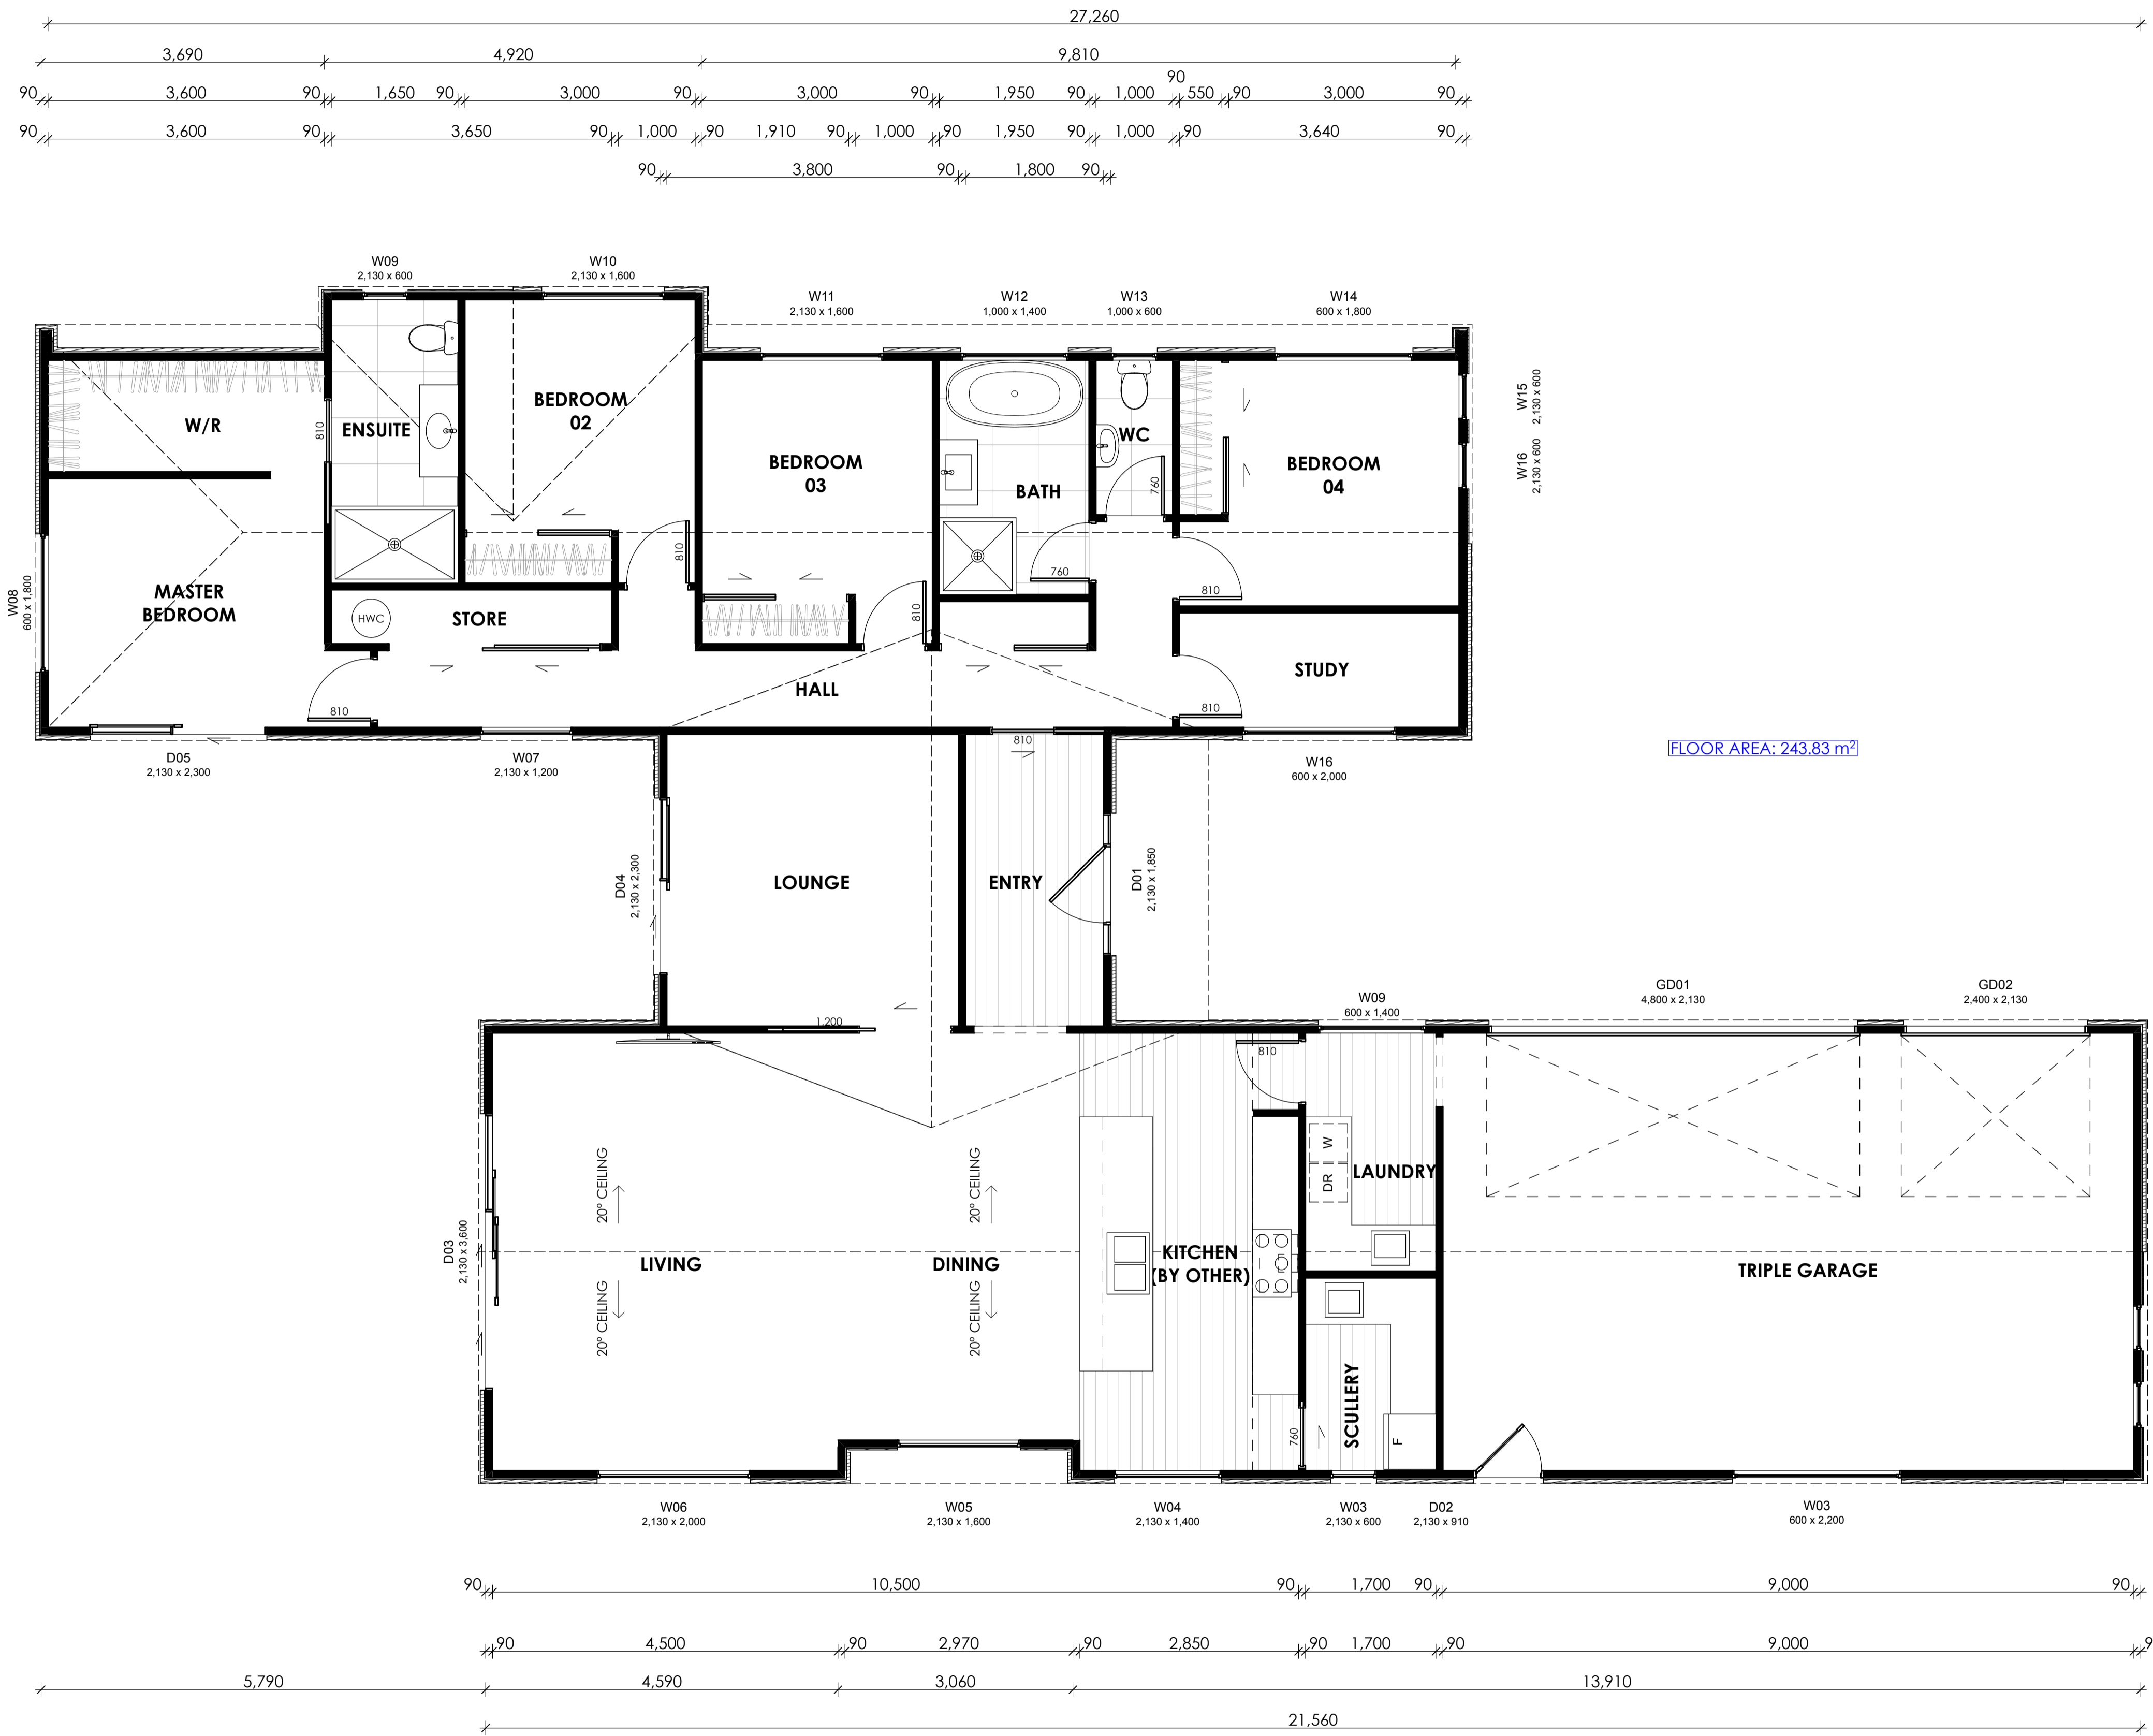 27,260
3,690 4,920 9,810
90
90 3,600 90 1,650 90 3,000 90 3,000 90 1,950 90 1,000 550 90 3,000 90
90 3,600 90 3,650 90 1,000 90 1,910 90 1,000 90 1,950 90 1,000 90 3,640 90
90 3,800 90 1,800 90
W09
2,130 x 600
W10
2,130 x 1,600
W11
2,130 x 1,600
W12
1,000 x 1,400
W13
1,000 x 600
W14
600 x 1,800
W15
2,130 x 600
W16
2,130 x 600
W/R
810
ENSUITE
BEDROOM
02
BEDROOM
03
BATH
WC
760
BEDROOM
04
W08
600 x 1,800
MASTER
BEDROOM
HWC
STORE
810
810
760
810
STUDY
HALL
810
810
810
D05
2,130 x 2,300
W07
2,130 x 1,200
W16
600 x 2,000
FLOOR AREA: 243.83 m²
D04
2,130 x 2,300
LOUNGE
ENTRY
D01
2,130 x 1,850
1,200
W09
600 x 1,400
GD01
4,800 x 2,130
GD02
2,400 x 2,130
810
20° CEILING
20° CEILING
W
DR
LAUNDRY
D03
2,130 x 3,600
LIVING
DINING
KITCHEN
(BY OTHER)
TRIPLE GARAGE
20° CEILING
20° CEILING
SCULLERY
760
F
W06
2,130 x 2,000
W05
2,130 x 1,600
W04
2,130 x 1,400
W03
2,130 x 600
D02
2,130 x 910
W03
600 x 2,200
90 10,500 90 1,700 90 9,000 90
90 4,500 90 2,970 90 2,850 90 1,700 90 9,000 9
5,790 4,590 3,060 13,910
21,560